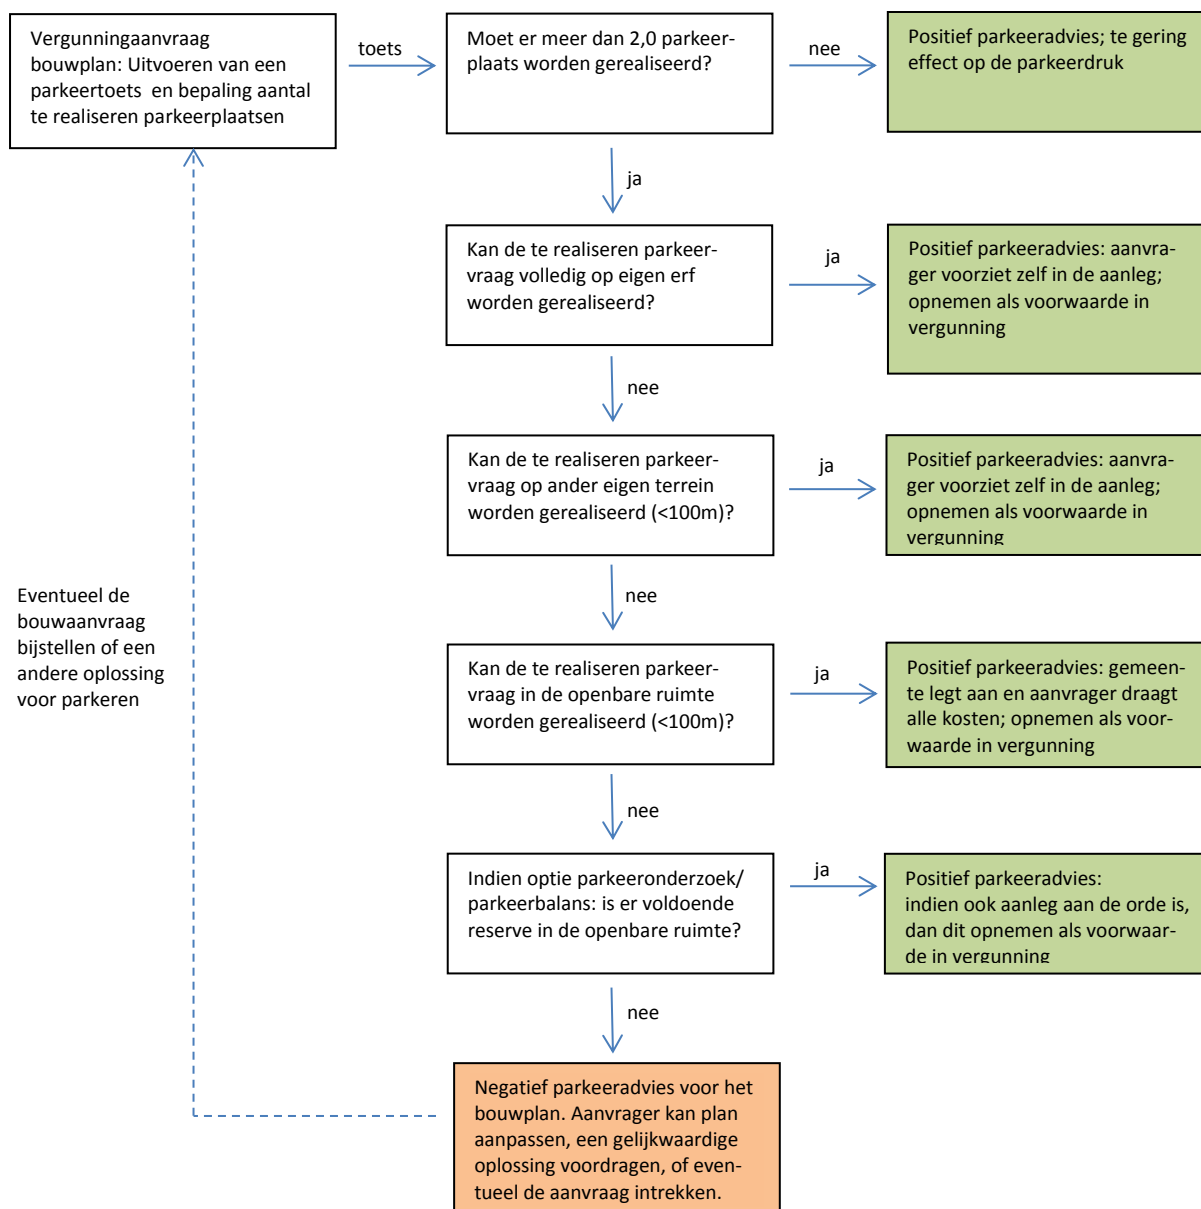 Vergunningaanvraag
bouwplan: Uitvoeren van een
parkeertoets en bepaling aantal
te realiseren parkeerplaatsen
toets
Moet er meer dan 2,0 parkeer-
plaats worden gerealiseerd?
nee
Positief parkeeradvies; te gering
effect op de parkeerdruk
ja
Kan de te realiseren parkeer-
vraag volledig op eigen erf
worden gerealiseerd?
ja
Positief parkeeradvies: aanvra-
ger voorziet zelf in de aanleg;
opnemen als voorwaarde in
vergunning
nee
Kan de te realiseren parkeer-
vraag op ander eigen terrein
worden gerealiseerd (<100m)?
ja
Positief parkeeradvies: aanvra-
ger voorziet zelf in de aanleg;
opnemen als voorwaarde in
vergunning
nee
Eventueel de
bouwaanvraag
bijstellen of een
andere oplossing
voor parkeren
Kan de te realiseren parkeer-
vraag in de openbare ruimte
worden gerealiseerd (<100m)?
ja
Positief parkeeradvies: gemeen-
te legt aan en aanvrager draagt
alle kosten; opnemen als voor-
waarde in vergunning
nee
Indien optie parkeeronderzoek/
parkeerbalans: is er voldoende
reserve in de openbare ruimte?
ja
Positief parkeeradvies:
indien ook aanleg aan de orde is,
dan dit opnemen als voorwaar-
de in vergunning
nee
Negatief parkeeradvies voor het
bouwplan. Aanvrager kan plan
aanpassen, een gelijkwaardige
oplossing voordragen, of even-
tueel de aanvraag intrekken.